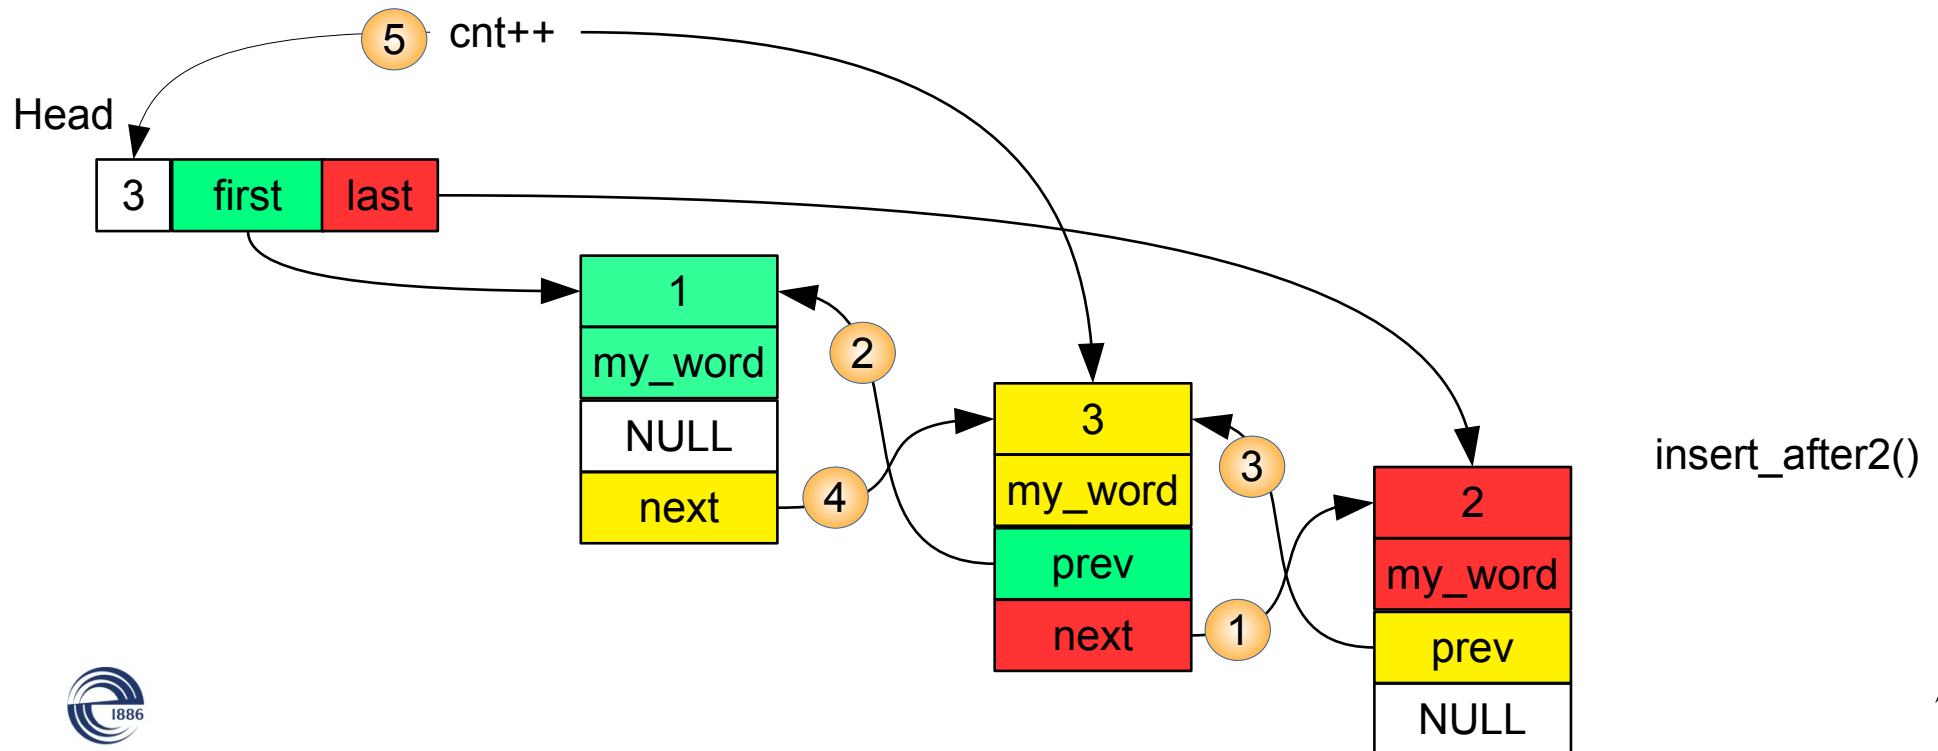 5
cnt++
Head
3
first
last
1
my_word
NULL
next
2
4
3
my_word
prev
next
3
1
2
my_word
prev
NULL
insert_after2()
1886